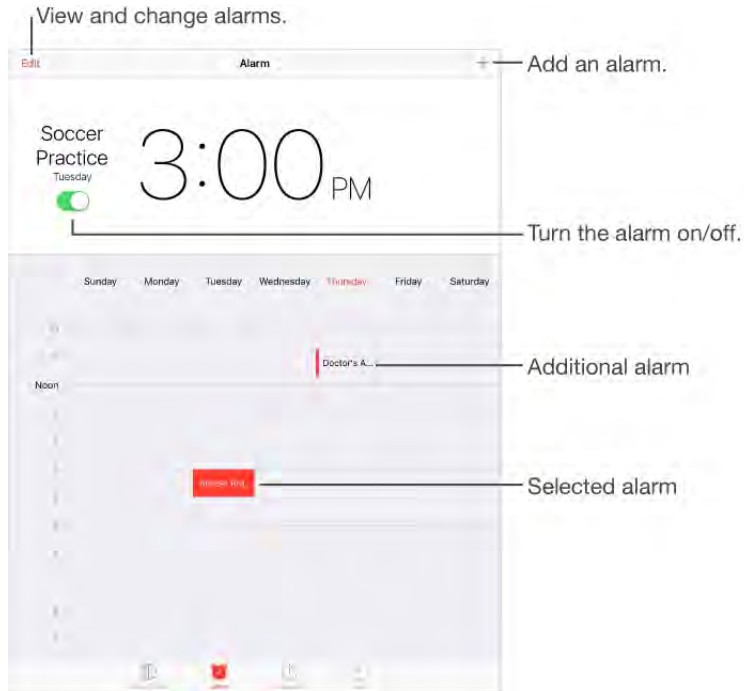 View and change alarms.
Edit
Alarm
Add an alarm.
Soccer
Practice
Tuesday
3:00 PM
Turn the alarm on/off.
Sunday Monday Tuesday Wednesday Thursday Friday Saturday
Doctor's A...
Additional alarm
Noon
Selected alarm